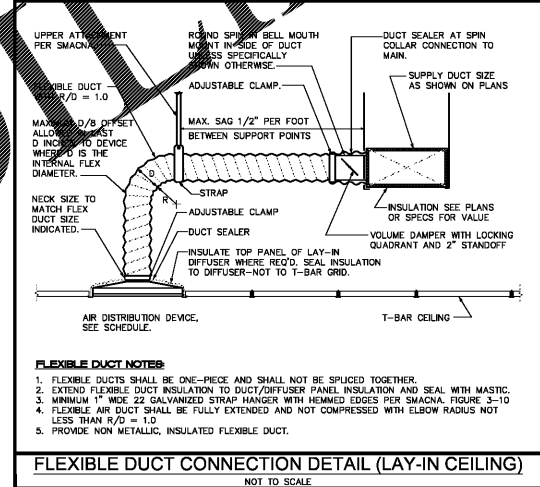 UPPER ATTACHMENT
PER SMACNA.
ROUND SPIN IN BELL MOUTH
MOUNT IN SIDE OF DUCT
UNLESS SPECIFICALLY
SHOWN OTHERWISE.
DUCT SEALER AT SPIN
COLLAR CONNECTION TO
MAIN.
FLEXIBLE DUCT
WITH R/D = 1.0
ADJUSTABLE CLAMP.
SUPPLY DUCT SIZE
AS SHOWN ON PLANS
MAXIMUM D/8 OFFSET
ALLOWED IN LAST
D INCHES TO DEVICE
WHERE D IS THE
INTERNAL FLEX
DIAMETER.
MAX. SAG 1/2" PER FOOT
BETWEEN SUPPORT POINTS
D
R
STRAP
NECK SIZE TO
MATCH FLEX
DUCT SIZE
INDICATED.
ADJUSTABLE CLAMP
DUCT SEALER
INSULATION SEE PLANS
OR SPECS FOR VALUE
VOLUME DAMPER WITH LOCKING
QUADRANT AND 2" STANDOFF
INSULATE TOP PANEL OF LAY-IN
DIFFUSER WHERE REQ'D. SEAL INSULATION
TO DIFFUSER-NOT TO T-BAR GRID.
AIR DISTRIBUTION DEVICE,
SEE SCHEDULE.
T-BAR CEILING
FLEXIBLE DUCT NOTES:
1. FLEXIBLE DUCTS SHALL BE ONE-PIECE AND SHALL NOT BE SPLICED TOGETHER.
2. EXTEND FLEXIBLE DUCT INSULATION TO DUCT/DIFFUSER PANEL INSULATION AND SEAL WITH MASTIC.
3. MINIMUM 1" WIDE 22 GALVANIZED STRAP HANGER WITH HEMMED EDGES PER SMACNA. FIGURE 3-10
4. FLEXIBLE AIR DUCT SHALL BE FULLY EXTENDED AND NOT COMPRESSED WITH ELBOW RADIUS NOT
LESS THAN R/D = 1.0
5. PROVIDE NON METALLIC, INSULATED FLEXIBLE DUCT.
FLEXIBLE DUCT CONNECTION DETAIL (LAY-IN CEILING)
NOT TO SCALE